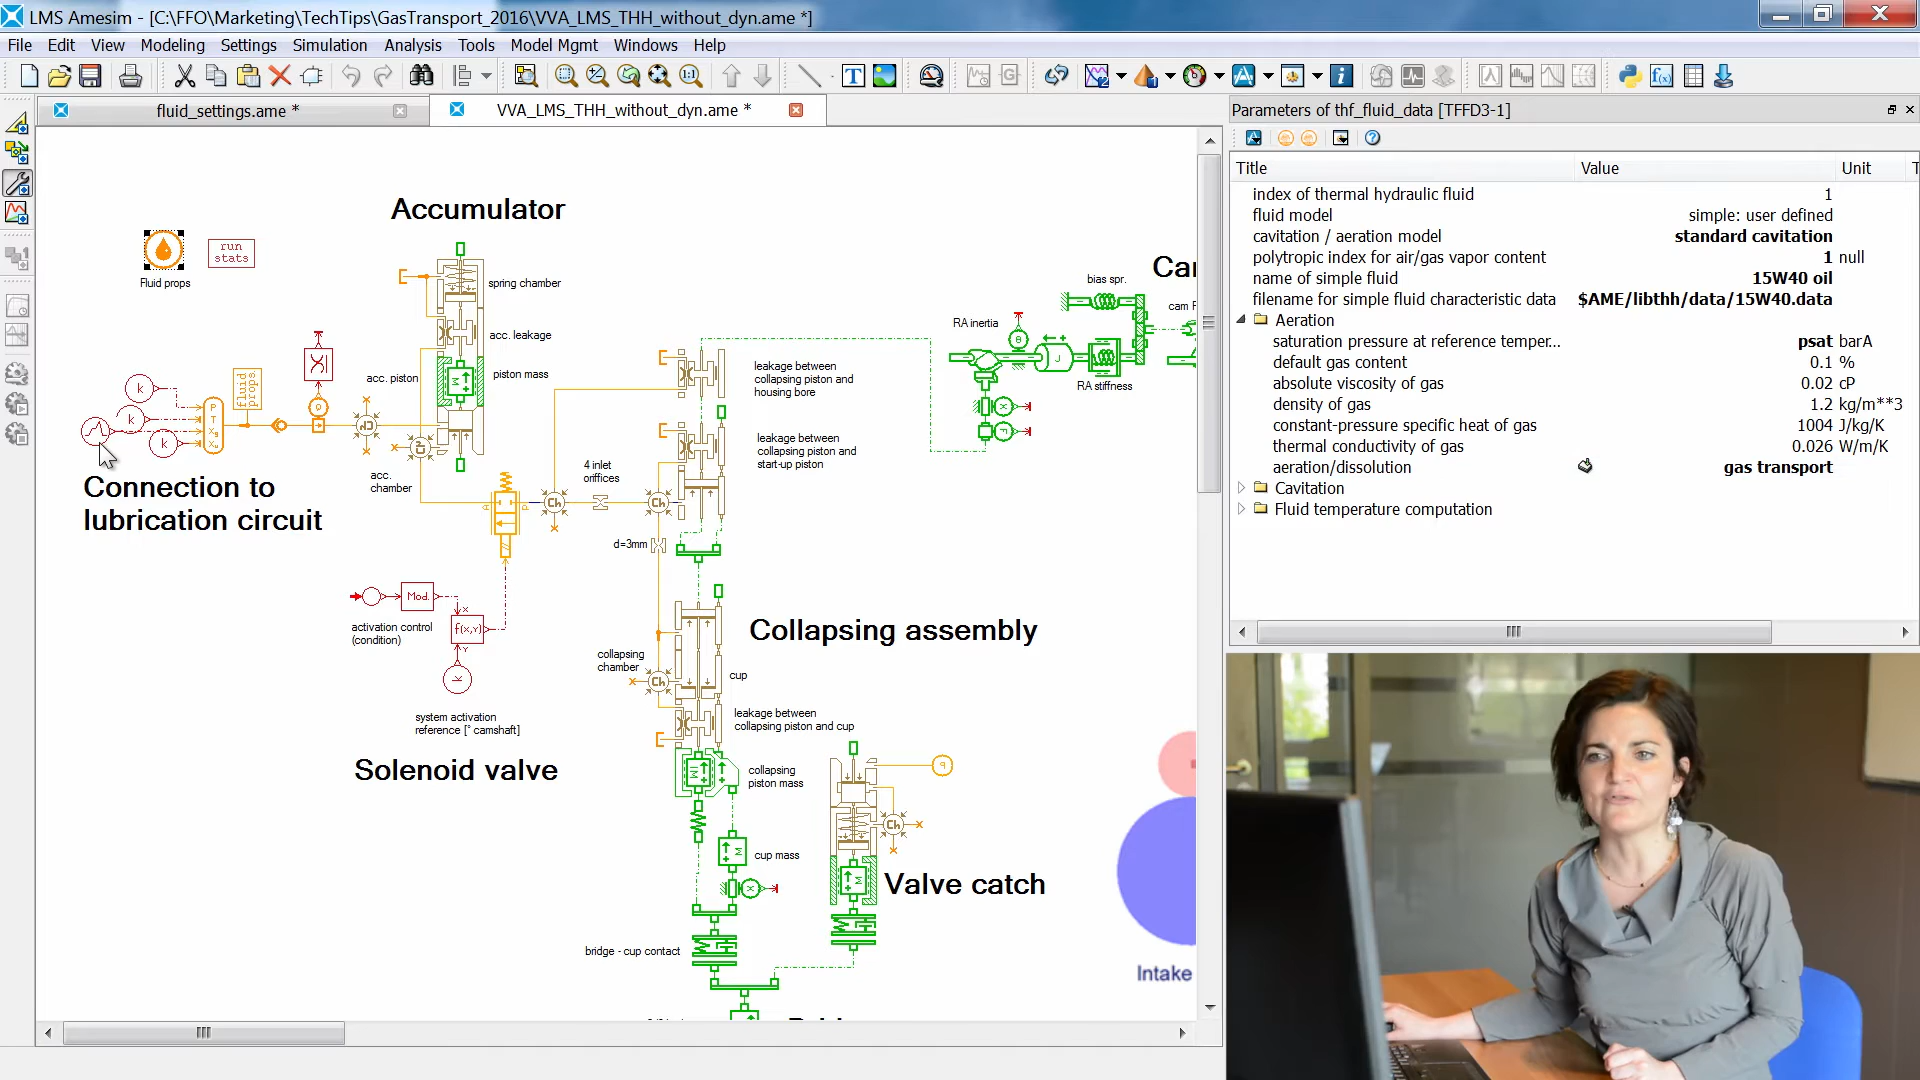 LMS Amesim - [C:\FFO\Marketing\TechTips\GasTransport_2016\VVA_LMS_THH_without_dyn.ame *]
File Edit View Modeling Settings Simulation Analysis Tools Model Mgmt Windows Help
fluid_settings.ame *
VVA_LMS_THH_without_dyn.ame *
Parameters of thf_fluid_data [TFFD3-1]
Title Value Unit
index of thermal hydraulic fluid 1
fluid model simple: user defined
cavitation / aeration model standard cavitation
polytropic index for air/gas vapor content 1 null
name of simple fluid 15W40 oil
filename for simple fluid characteristic data $AME/libthh/data/15W40.data
Aeration
saturation pressure at reference temper... psat barA
default gas content 0.1 %
absolute viscosity of gas 0.02 cP
density of gas 1.2 kg/m**3
constant-pressure specific heat of gas 1004 J/kg/K
thermal conductivity of gas 0.026 W/m/K
aeration/dissolution gas transport
Cavitation
Fluid temperature computation
Accumulator
run
stats
Fluid props
spring chamber
acc. leakage
acc. piston
piston mass
fluid
props.
acc.
chamber
Connection to
lubrication circuit
4 inlet
oriffices
d=3mm
leakage between
collapsing piston and
housing bore
leakage between
collapsing piston and
start-up piston
bias spr.
RA inertia
RA stiffness
Mod.
f(x,y)
activation control
(condition)
system activation
reference [° camshaft]
Solenoid valve
Collapsing assembly
collapsing
chamber
cup
leakage between
collapsing piston and cup
collapsing
piston mass
cup mass
Valve catch
bridge - cup contact
Intake